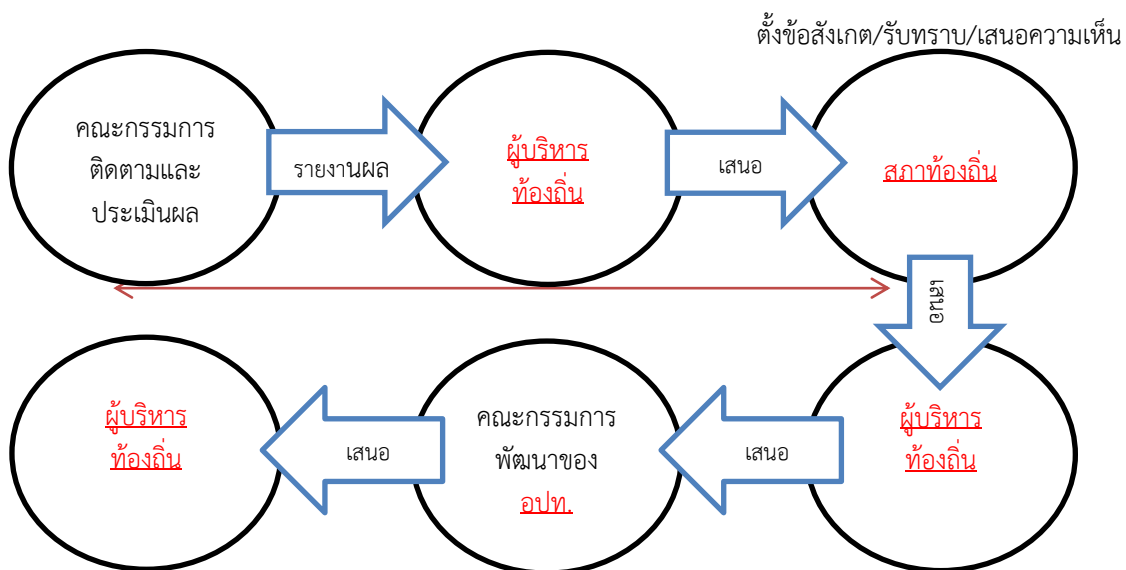 ตั้งข้อสังเกต/รับทราบ/เสนอความเห็น
คณะกรรมการ
ติดตามและ
ประเมินผล
รายงานผล
ผู้บริหาร
ท้องถิ่น
เสนอ
สภาท้องถิ่น
เสนอ
ผู้บริหาร
ท้องถิ่น
เสนอ
คณะกรรมการ
พัฒนาของ
อปท.
เสนอ
ผู้บริหาร
ท้องถิ่น